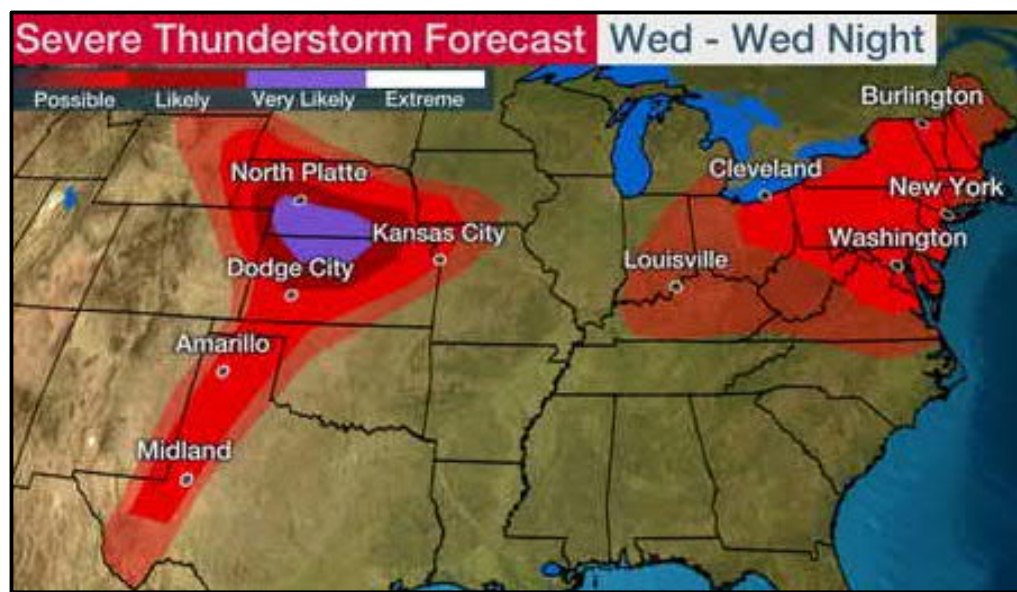 Severe Thunderstorm Forecast Wed - Wed Night
Possible Likely Very Likely Extreme
Burlington
Cleveland
North Platte
New York
Kansas City
Washington
Louisville
Dodge City
Amarillo
Midland